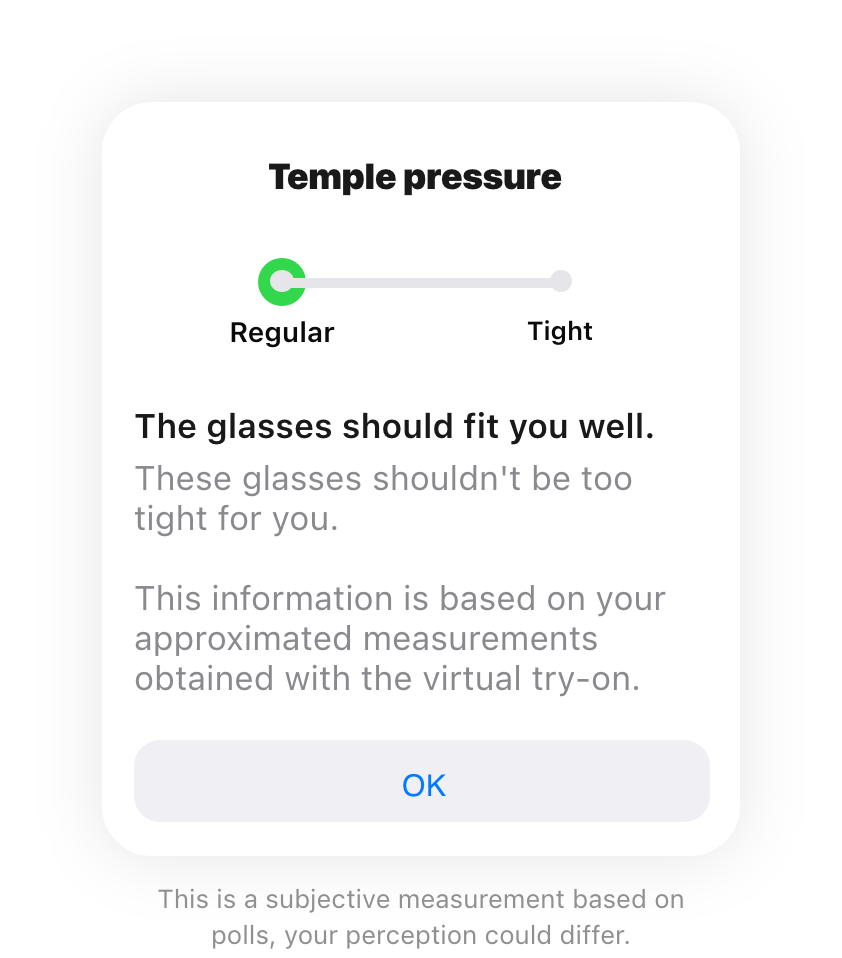 Temple pressure
Regular
Tight
The glasses should fit you well.
These glasses shouldn't be too
tight for you.
This information is based on your
approximated measurements
obtained with the virtual try-on.
OK
This is a subjective measurement based on
polls, your perception could differ.